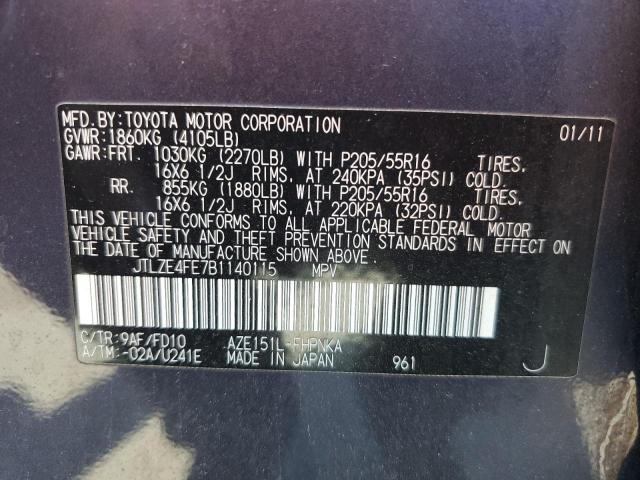 MFD.BY:TOYOTA MOTOR CORPORATION 01/11
GVWR:1860KG (4105LB)
GAWR:FRT. 1030KG (2270LB) WITH P205/55R16 TIRES,
16X6 1/2J RIMS, AT 240KPA (35PSI) COLD.
RR. 855KG (1880LB) WITH P205/55R16 TIRES,
16X6 1/2J RIMS, AT 220KPA (32PSI) COLD.
THIS VEHICLE CONFORMS TO ALL APPLICABLE FEDERAL MOTOR
VEHICLE SAFETY AND THEFT PREVENTION STANDARDS IN EFFECT ON
THE DATE OF MANUFACTURE SHOWN ABOVE.
JTLZE4FE7B1140115 MPV
C/TR:9AF/FD10 AZE151L-FHPNKA
A/TM:-02A/U241E MADE IN JAPAN 961 J